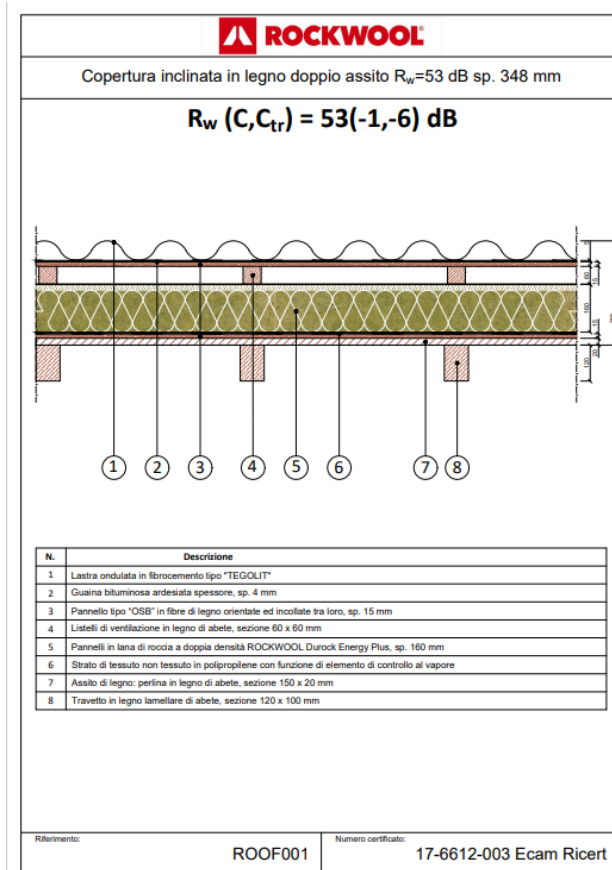 ROCKWOOL
Copertura inclinata in legno doppio assito Rw=53 dB sp. 348 mm
Rw (C,Ctr) = 53(-1,-6) dB
60
15
160
15
20
120
1 2 3 4 5 6 7 8
N. Descrizione
1 Lastra ondulata in fibrocemento tipo "TEGOLIT"
2 Guaina bituminosa ardesiata spessore, sp. 4 mm
3 Pannello tipo “OSB” in fibre di legno orientate ed incollate tra loro, sp. 15 mm
4 Listelli di ventilazione in legno di abete, sezione 60 x 60 mm
5 Pannelli in lana di roccia a doppia densità ROCKWOOL Durock Energy Plus, sp. 160 mm
6 Strato di tessuto non tessuto in polipropilene con funzione di elemento di controllo al vapore
7 Assito di legno: perlina in legno di abete, sezione 150 x 20 mm
8 Travetto in legno lamellare di abete, sezione 120 x 100 mm
Riferimento: Numero certificato:
ROOF001 17-6612-003 Ecam Ricert